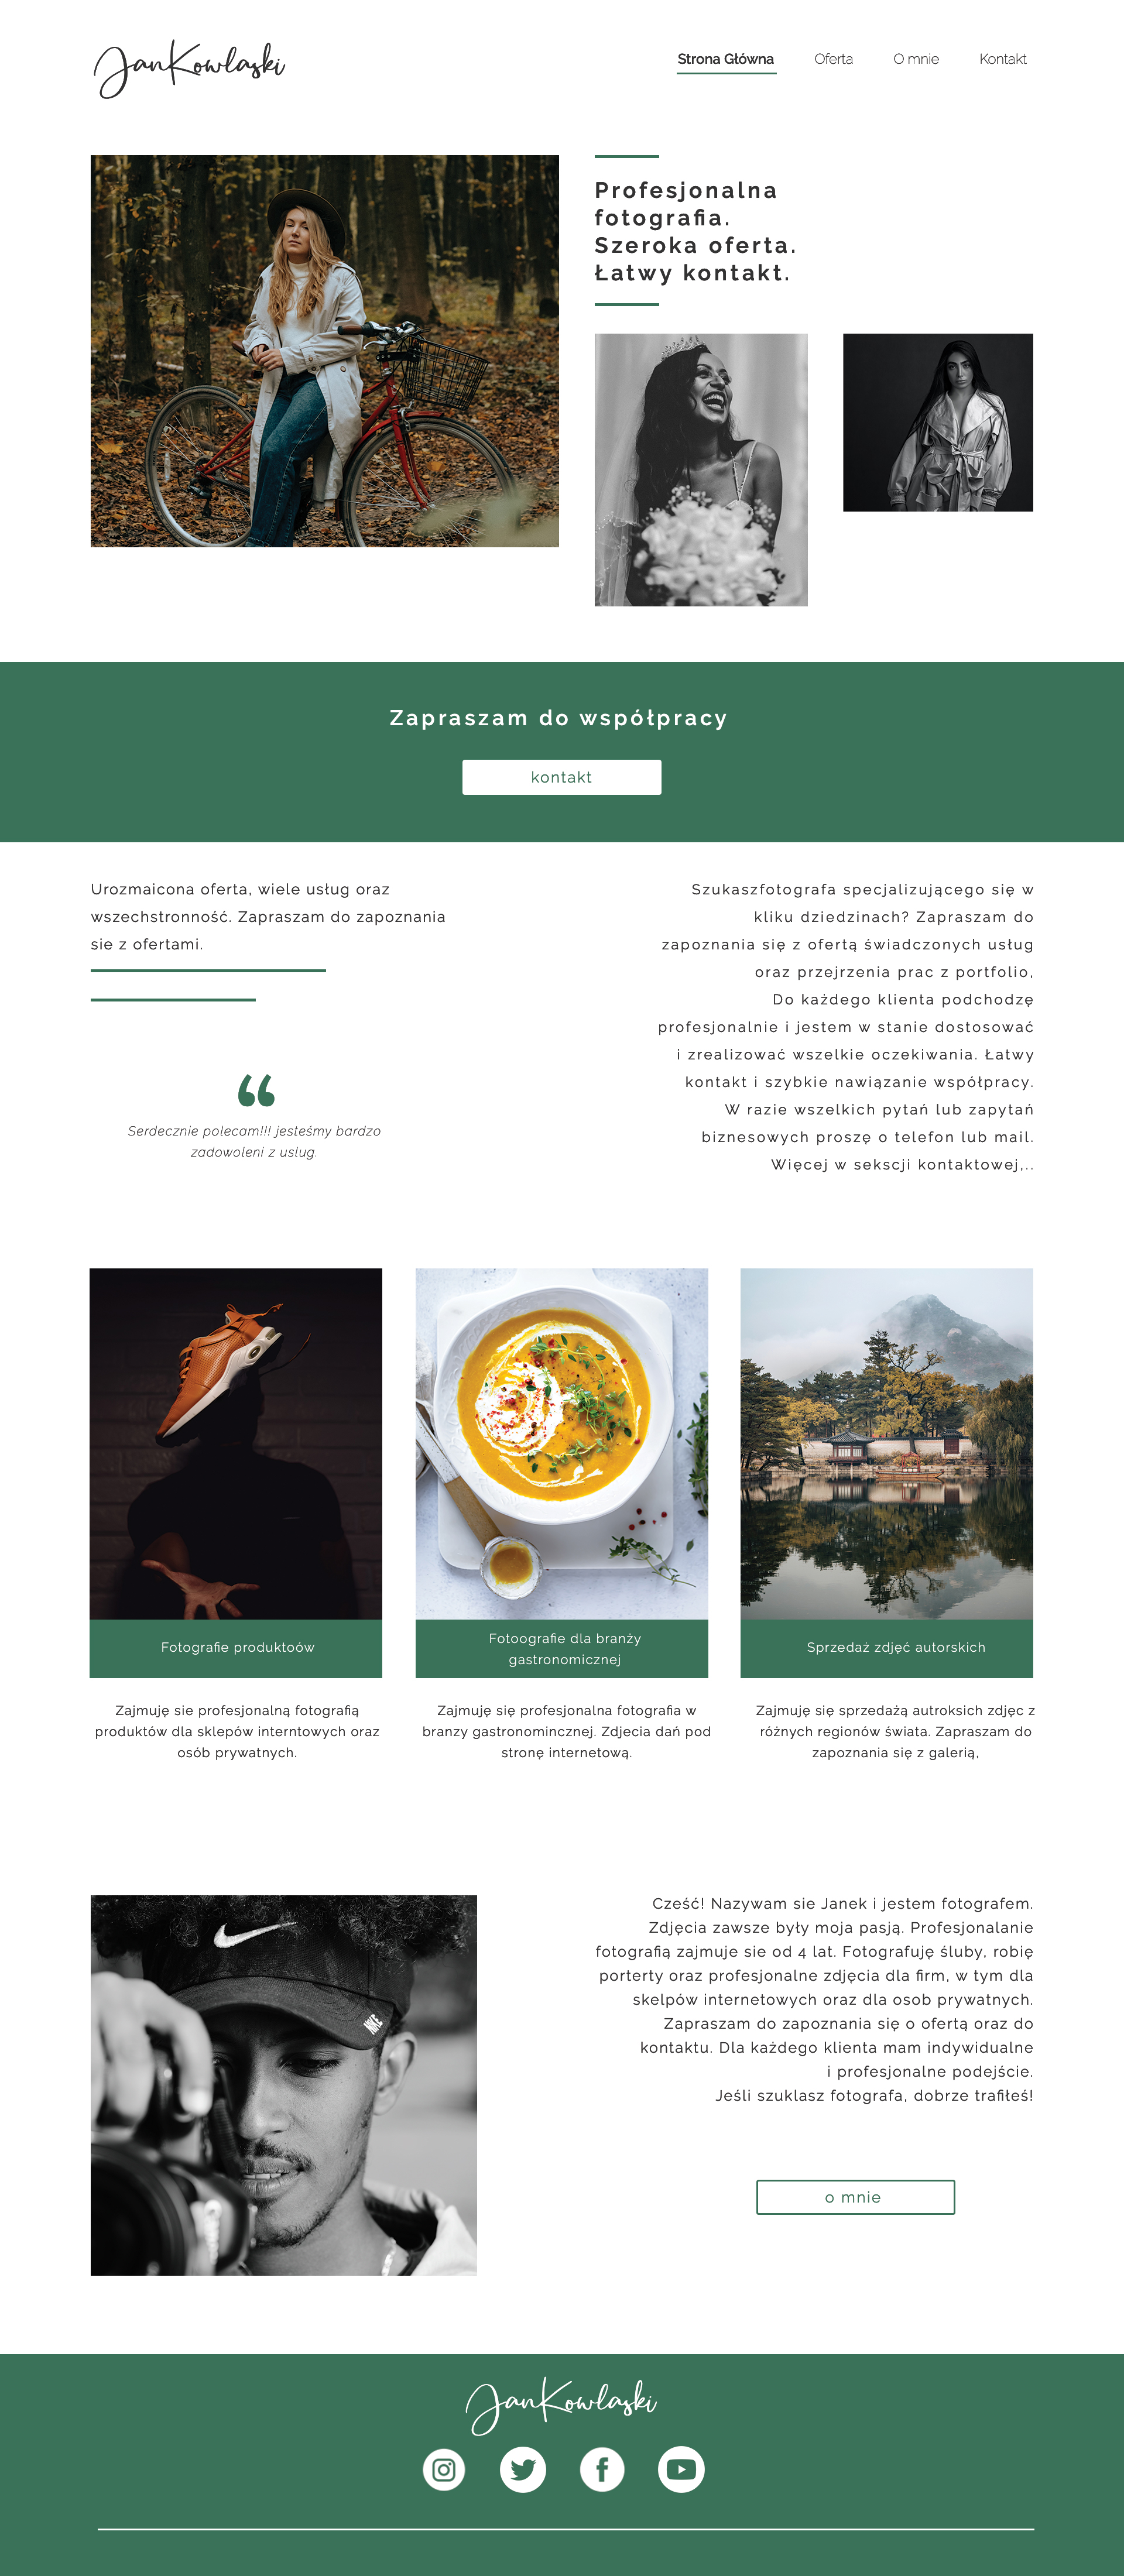 JanKowlaski
Strona Główna Oferta O mnie Kontakt
Profesjonalna
fotografia.
Szeroka oferta.
Łatwy kontakt.
Zapraszam do współpracy
kontakt
Urozmaicona oferta, wiele usług oraz
wszechstronność. Zapraszam do zapoznania
sie z ofertami.
“
Serdecznie polecam!!! jesteśmy bardzo
zadowoleni z uslug.
Szukaszfotografa specjalizującego się w
kliku dziedzinach? Zapraszam do
zapoznania się z ofertą świadczonych usług
oraz przejrzenia prac z portfolio,
Do każdego klienta podchodzę
profesjonalnie i jestem w stanie dostosować
i zrealizować wszelkie oczekiwania. Łatwy
kontakt i szybkie nawiązanie współpracy.
W razie wszelkich pytań lub zapytań
biznesowych proszę o telefon lub mail.
Więcej w sekscji kontaktowej,..
Fotografie produktoów
Zajmuję sie profesjonalną fotografią
produktów dla sklepów interntowych oraz
osób prywatnych.
Fotoografie dla branży
gastronomicznej
Zajmuję się profesjonalna fotografia w
branzy gastronomincznej. Zdjecia dań pod
stronę internetową.
Sprzedaż zdjęć autorskich
Zajmuję się sprzedażą autroksich zdjęc z
różnych regionów świata. Zapraszam do
zapoznania się z galerią,
NIKE
Cześć! Nazywam sie Janek i jestem fotografem.
Zdjęcia zawsze były moja pasją. Profesjonalanie
fotografią zajmuje sie od 4 lat. Fotografuję śluby, robię
porterty oraz profesjonalne zdjęcia dla firm, w tym dla
skelpów internetowych oraz dla osob prywatnych.
Zapraszam do zapoznania się o ofertą oraz do
kontaktu. Dla każdego klienta mam indywidualne
i profesjonalne podejście.
Jeśli szuklasz fotografa, dobrze trafiłeś!
o mnie
JanKowlaski